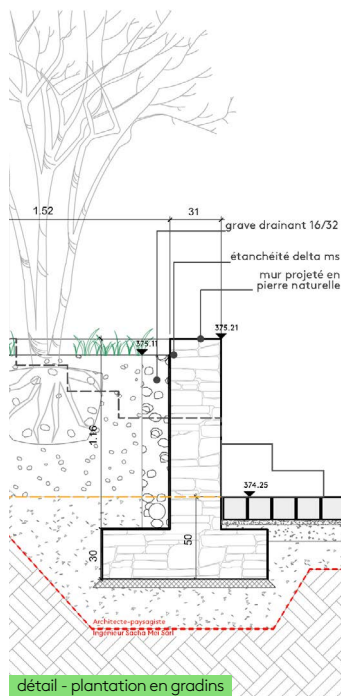 1.52
31
grave drainant 16/32
étanchéité delta ms
mur projeté en
pierre naturelle
375.21
375.11
1.16
374.25
50
30
Architecte-paysagiste
Ingénieur Sacha Mei Sàrl
détail - plantation en gradins